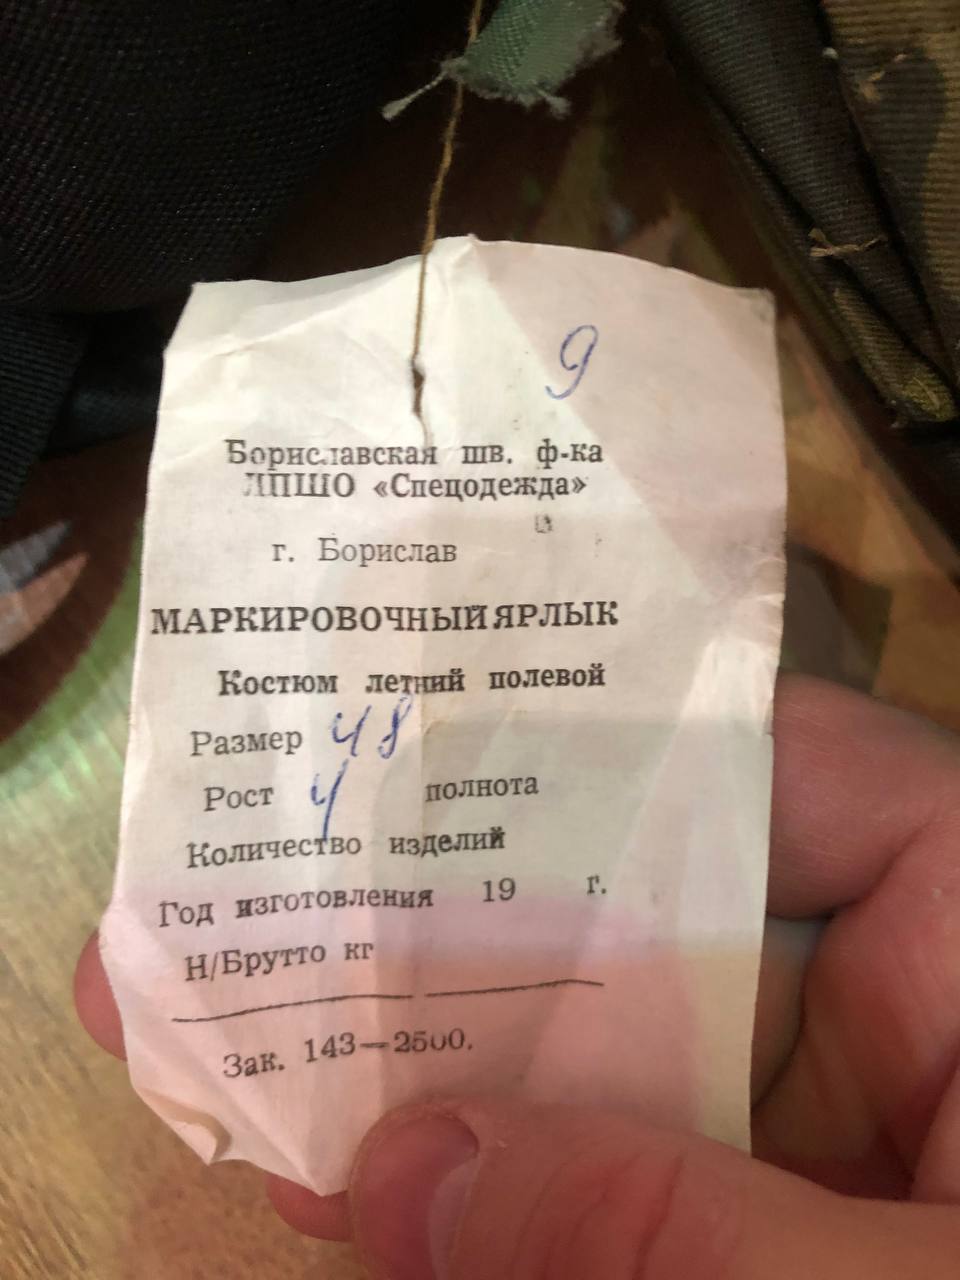 9
Бориславская шв. ф-ка
ЛПШО «Спецодежда»
г. Борислав
МАРКИРОВОЧНЫЙ ЯРЛЫК
Костюм летний полевой
Размер 48
Рост 4 полнота
Количество изделий
Год изготовления 19 г.
Н/Брутто кг
Зак. 143—2500.